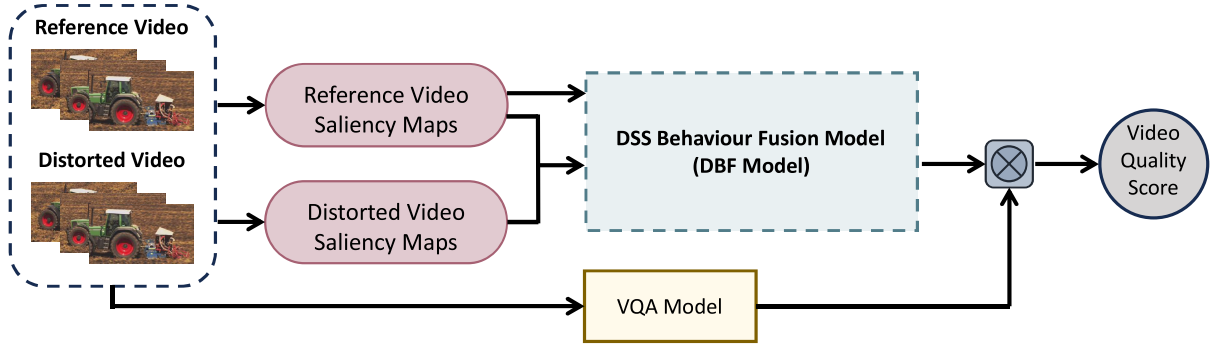 Reference Video
Distorted Video
Reference Video
Saliency Maps
Distorted Video
Saliency Maps
DSS Behaviour Fusion Model
(DBF Model)
VQA Model
Video
Quality
Score